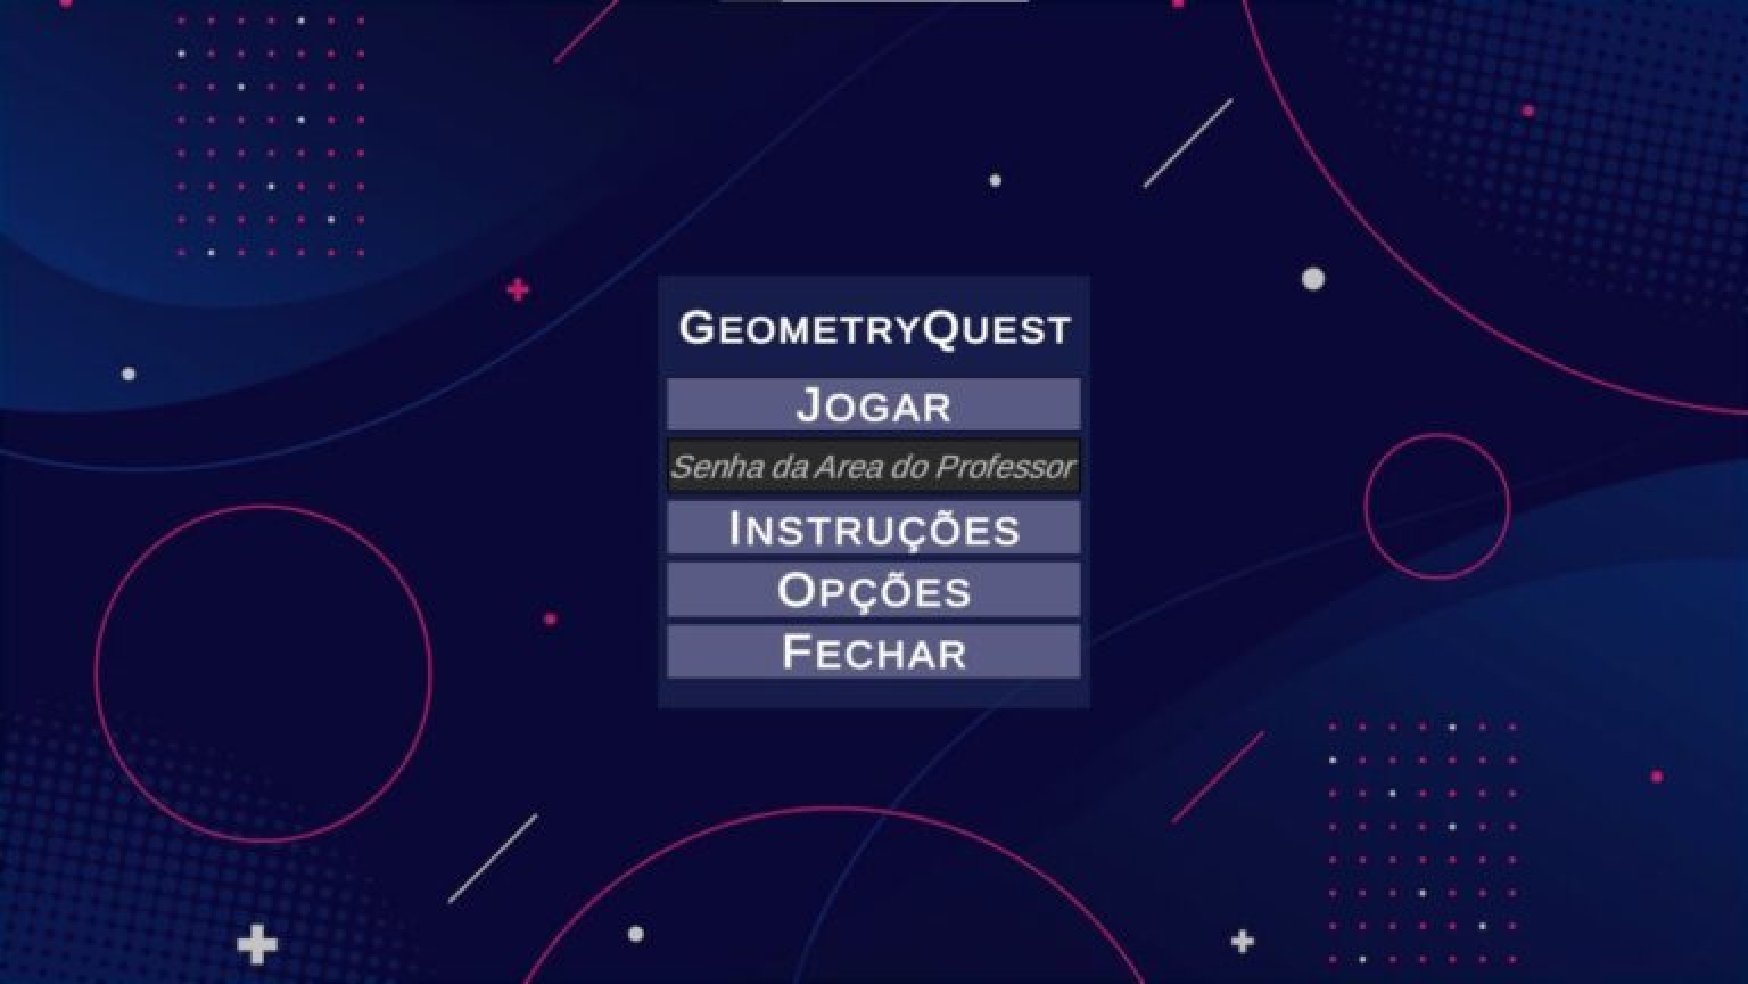 GEOMETRYQUEST
JOGAR
Senha da Area do Professor
INSTRUÇÕES
OPÇÕES
FECHAR